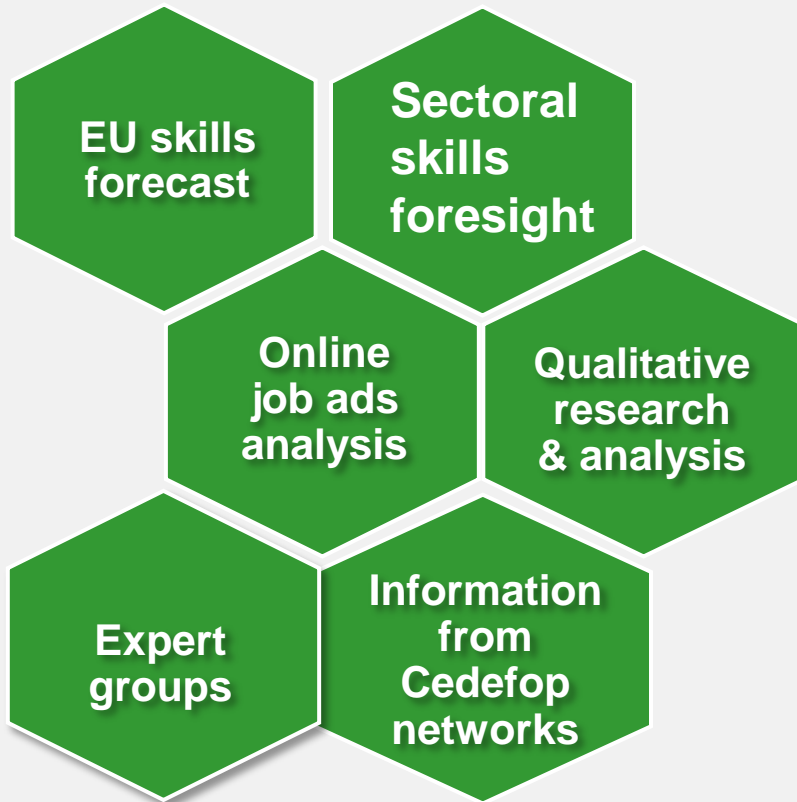 EU skills
forecast
Sectoral
skills
foresight
Online
job ads
analysis
Qualitative
research
& analysis
Expert
groups
Information
from
Cedefop
networks